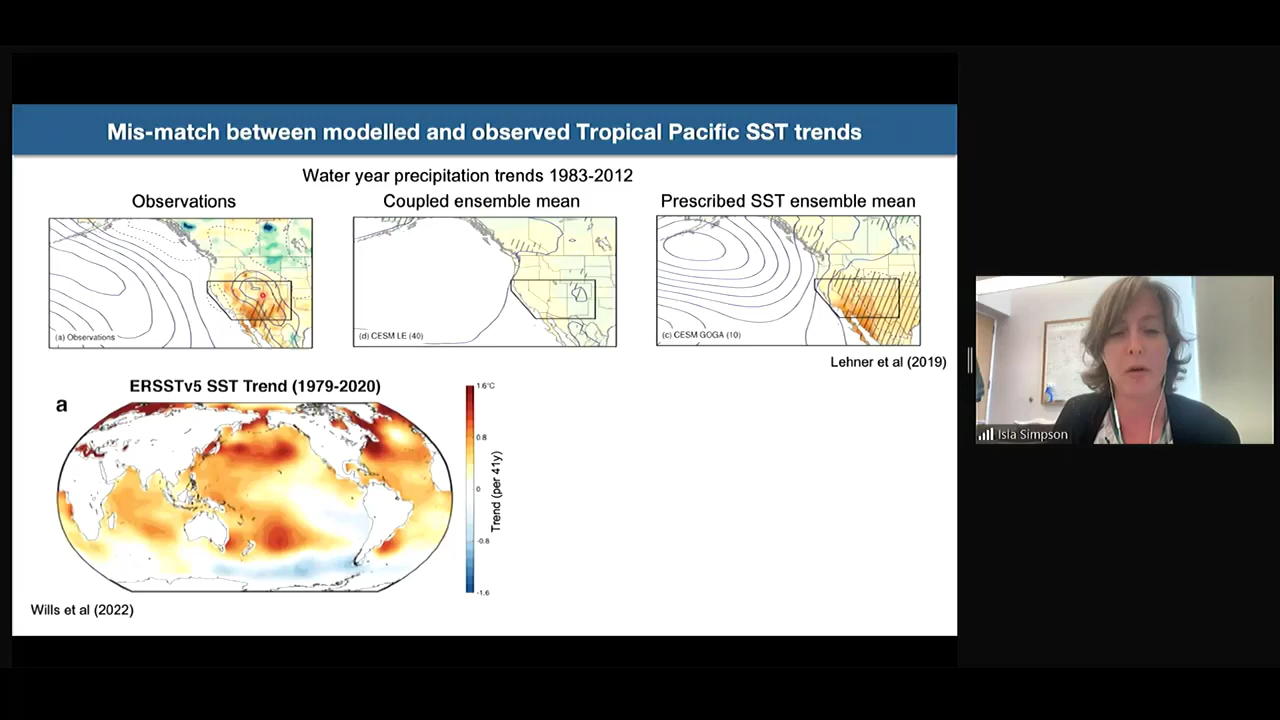 Mis-match between modelled and observed Tropical Pacific SST trends
Water year precipitation trends 1983-2012
Observations
Coupled ensemble mean
Prescribed SST ensemble mean
(a) Observations
(d) CESM LE (40)
(c) CESM GOGA (10)
Lehner et al (2019)
ERSSTv5 SST Trend (1979-2020)
a
1.6°C
0.8
0
-0.8
-1.6
Trend (per 41y)
Wills et al (2022)
Isla Simpson